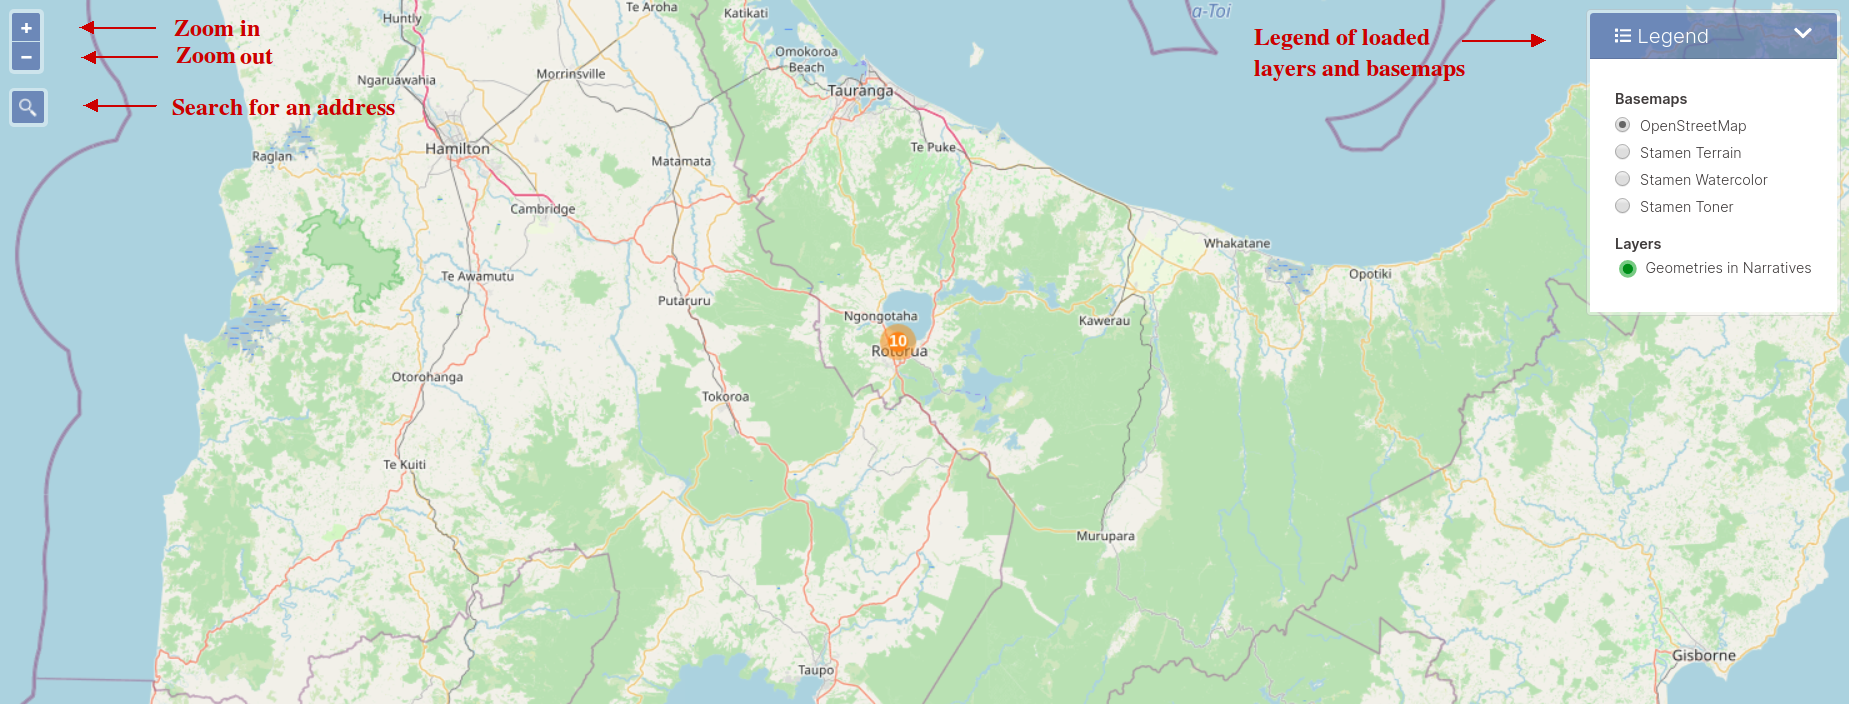 +
Zoom in
−
Zoom out
Search for an address
Legend of loaded
layers and basemaps
Legend
Basemaps
OpenStreetMap
Stamen Terrain
Stamen Watercolor
Stamen Toner
Layers
Geometries in Narratives
Huntly
Te Aroha
Katikati
a-Toi
Omokoroa
Beach
Ngaruawahia
Morrinsville
Tauranga
Raglan
Hamilton
Matamata
Te Puke
Cambridge
Whakatane
Te Awamutu
Opotiki
Putaruru
Ngongotaha
Kawerau
10
Rotorua
Otorohanga
Tokoroa
Te Kuiti
Murupara
Taupo
Gisborne